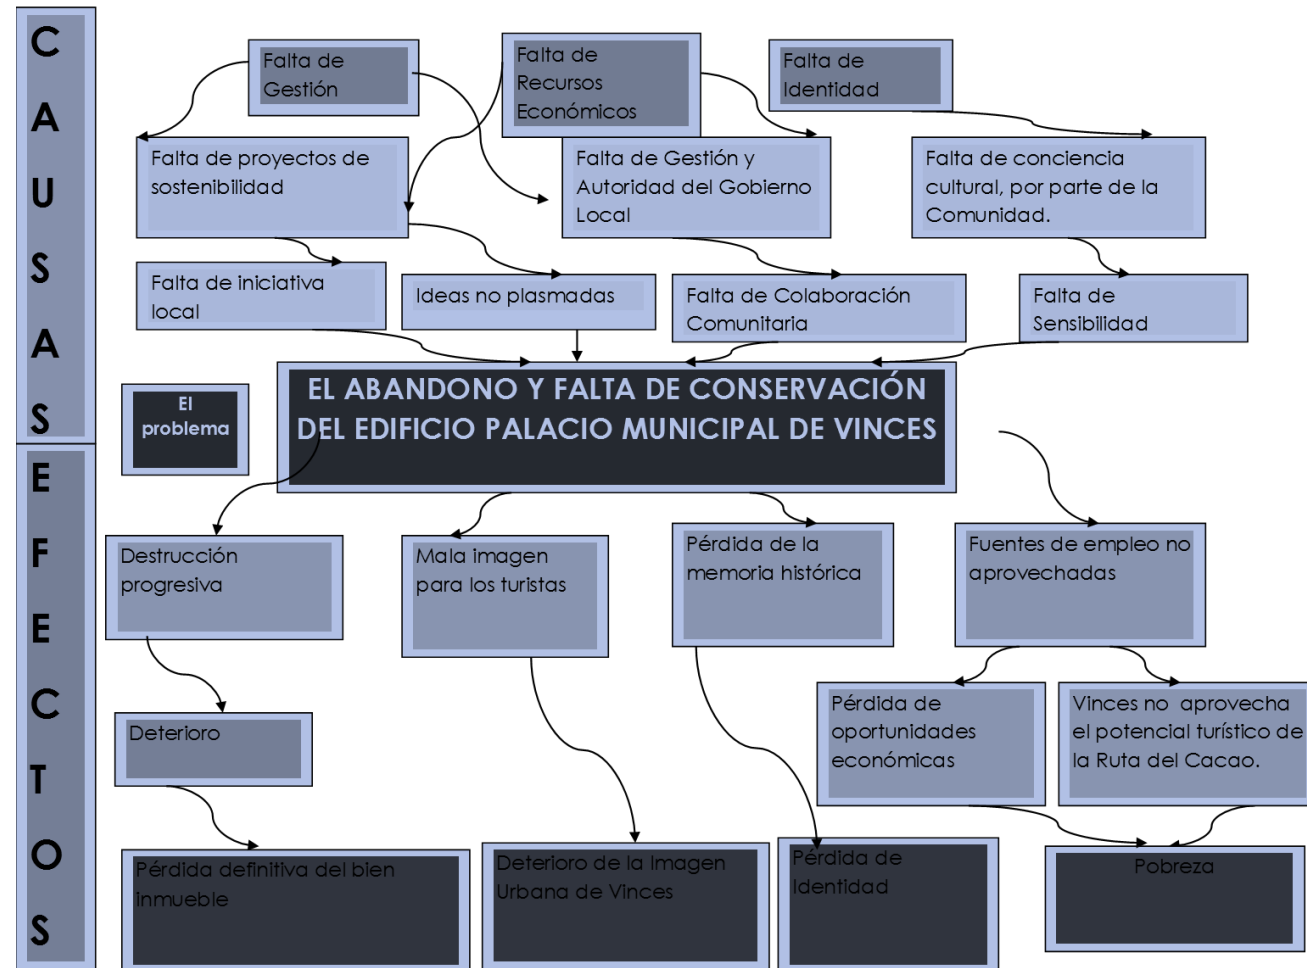 CAUSAS
Falta de
Gestión
Falta de
Recursos
Económicos
Falta de
Identidad
Falta de proyectos de
sostenibilidad
Falta de Gestión y
Autoridad del Gobierno
Local
Falta de conciencia
cultural, por parte de la
Comunidad.
Falta de iniciativa
local
Ideas no plasmadas
Falta de Colaboración
Comunitaria
Falta de
Sensibilidad
El
problema
EL ABANDONO Y FALTA DE CONSERVACIÓN
DEL EDIFICIO PALACIO MUNICIPAL DE VINCES
EFECTOS
Destrucción
progresiva
Mala imagen
para los turistas
Pérdida de la
memoria histórica
Fuentes de empleo no
aprovechadas
Deterioro
Pérdida de
oportunidades
económicas
Vinces no aprovecha
el potencial turístico de
la Ruta del Cacao.
Pérdida definitiva del bien
inmueble
Deterioro de la Imagen
Urbana de Vinces
Pérdida de
Identidad
Pobreza